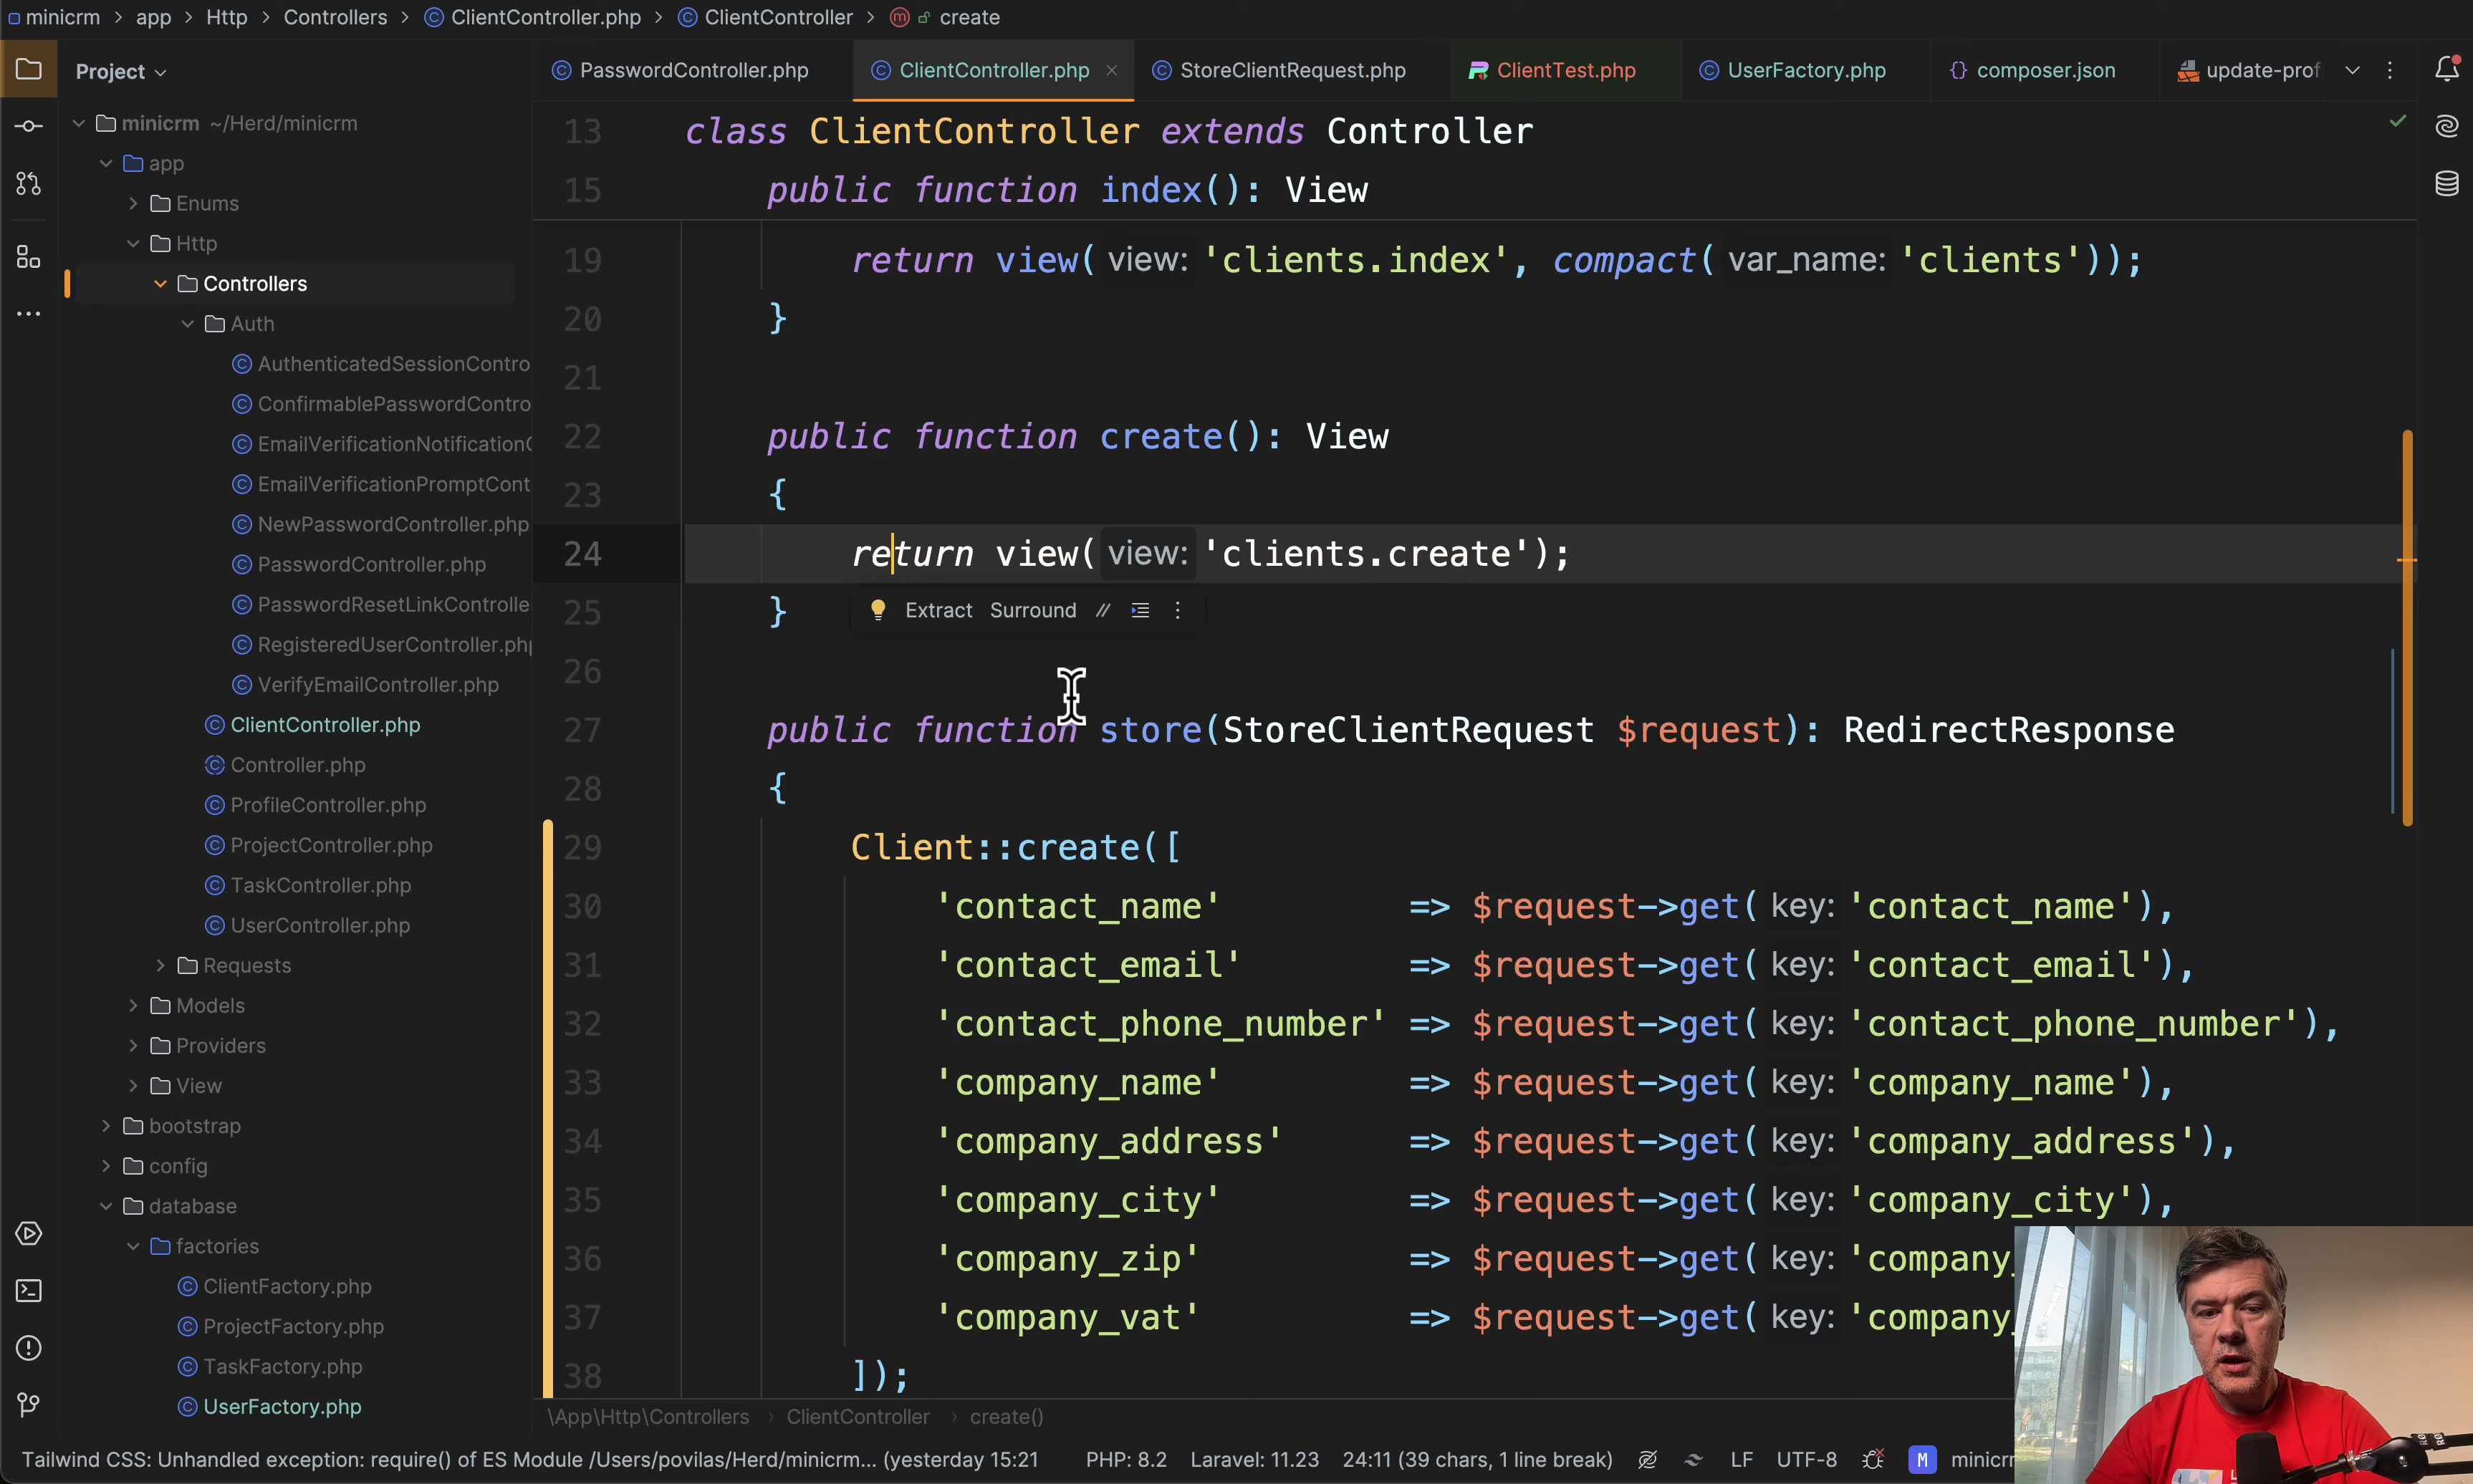 minicrm > app > Http > Controllers > ClientController.php > ClientController > m create
Project
PasswordController.php
ClientController.php
StoreClientRequest.php
ClientTest.php
UserFactory.php
{} composer.json
update-prof
minicrm ~/Herd/minicrm
app
Enums
Http
Controllers
Auth
AuthenticatedSessionContro
ConfirmablePasswordContro
EmailVerificationNotification
EmailVerificationPromptCont
NewPasswordController.php
PasswordController.php
PasswordResetLinkControlle
RegisteredUserController.ph
VerifyEmailController.php
ClientController.php
Controller.php
ProfileController.php
ProjectController.php
TaskController.php
UserController.php
Requests
Models
Providers
View
bootstrap
config
database
factories
ClientFactory.php
ProjectFactory.php
TaskFactory.php
UserFactory.php
13 class ClientController extends Controller
15 public function index(): View
19 return view( view: 'clients.index', compact( var_name: 'clients'));
20 }
21
22 public function create(): View
23 {
24 return view( view: 'clients.create');
25 }
Extract Surround //
26
27 public function store(StoreClientRequest $request): RedirectResponse
28 {
29 Client::create([
30 'contact_name' => $request->get( key: 'contact_name'),
31 'contact_email' => $request->get( key: 'contact_email'),
32 'contact_phone_number' => $request->get( key: 'contact_phone_number'),
33 'company_name' => $request->get( key: 'company_name'),
34 'company_address' => $request->get( key: 'company_address'),
35 'company_city' => $request->get( key: 'company_city'),
36 'company_zip' => $request->get( key: 'company_
37 'company_vat' => $request->get( key: 'company_
38 ]);
\App\Http\Controllers > ClientController > create()
Tailwind CSS: Unhandled exception: require() of ES Module /Users/povilas/Herd/minicrm... (yesterday 15:21
PHP: 8.2 Laravel: 11.23 24:11 (39 chars, 1 line break) LF UTF-8 M minicr